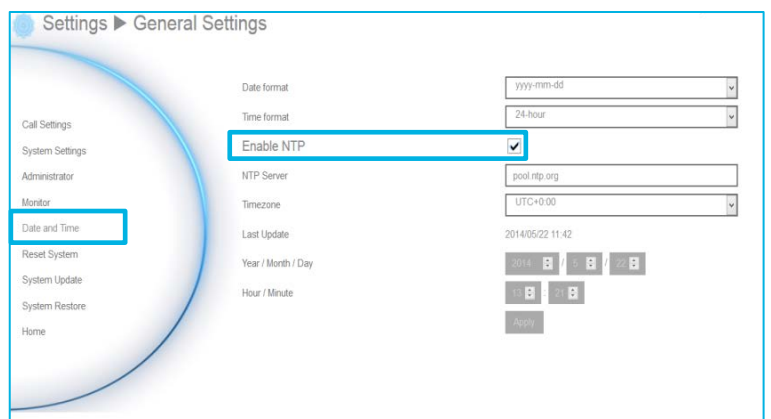 Settings ▶ General Settings
Date format yyyy-mm-dd
Time format 24-hour
Call Settings
Enable NTP
System Settings
NTP Server pool.ntp.org
Administrator
Timezone UTC+0:00
Monitor
Date and Time
Last Update 2014/05/22 11:42
Reset System
Year / Month / Day 2014 / 5 / 22
System Update
Hour / Minute 13 : 21
System Restore
Apply
Home